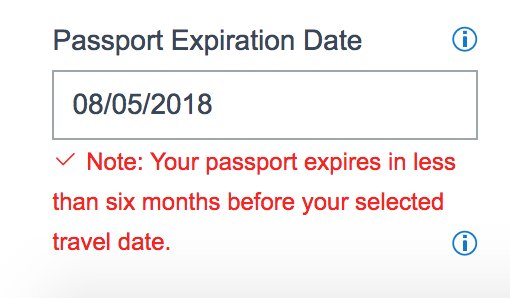 Passport Expiration Date
08/05/2018
Note: Your passport expires in less
than six months before your selected
travel date.